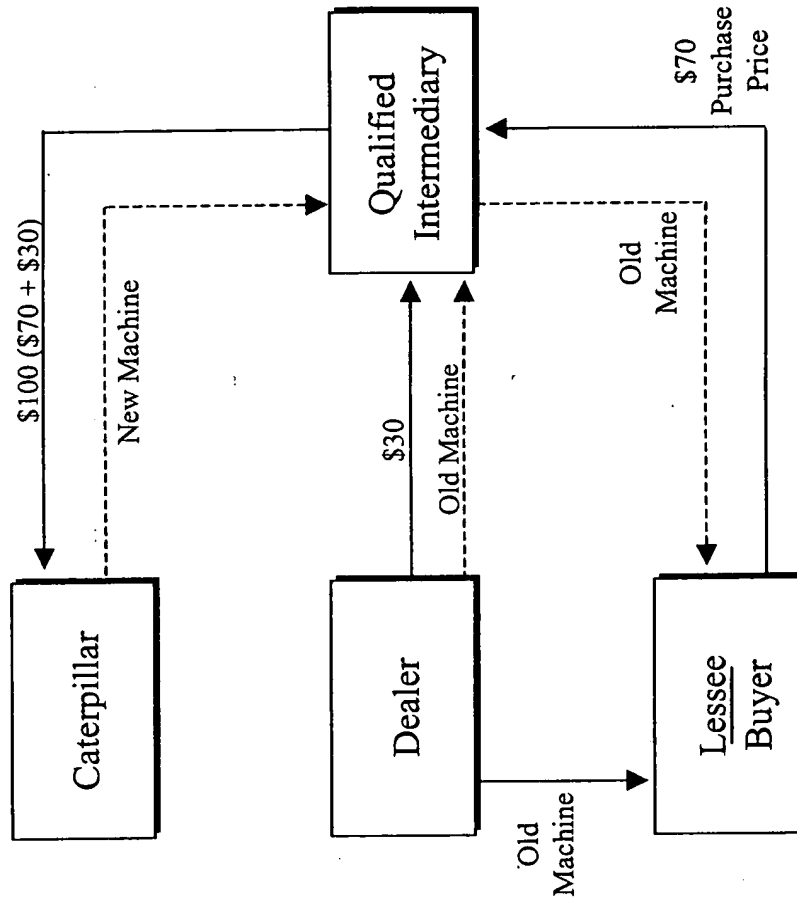 $100 ($70 + $30)
Caterpillar
New Machine
Dealer
$30
Old Machine
Qualified
Intermediary
Old
Machine
Old
Machine
Lessee
Buyer
$70
Purchase
Price